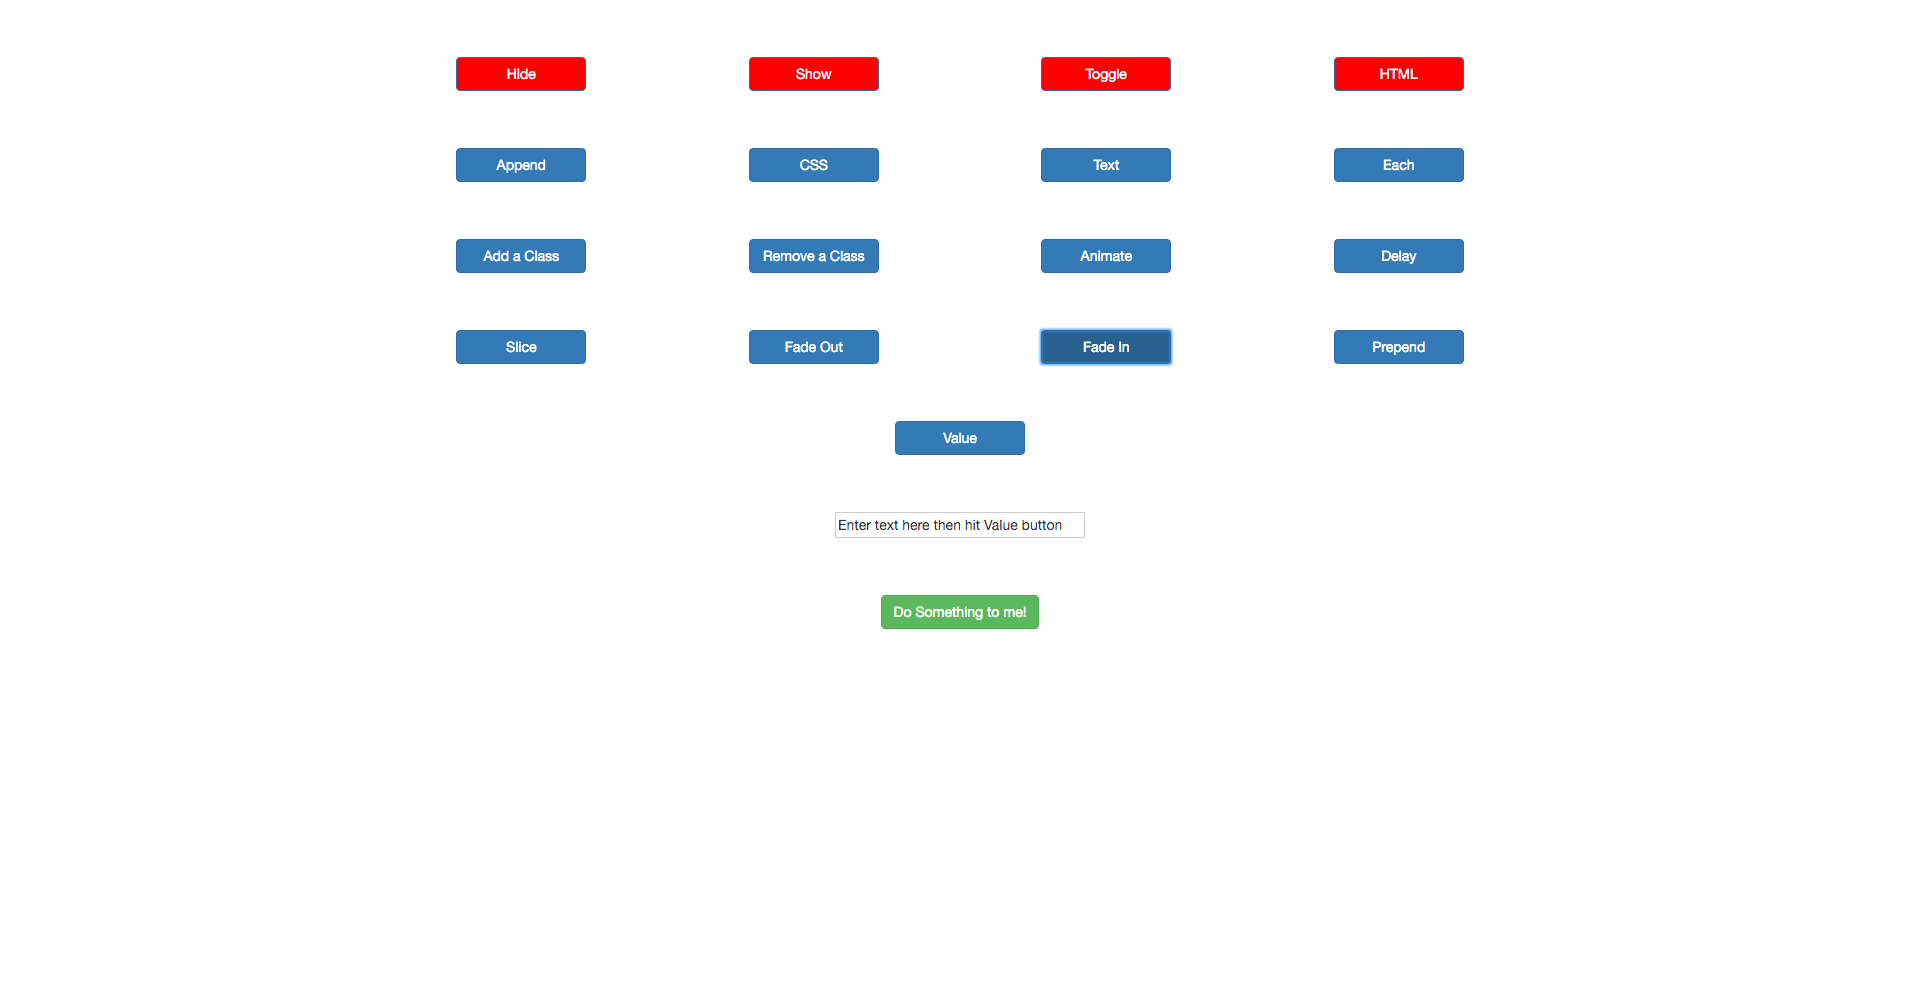 Hide Show Toggle HTML
Append CSS Text Each
Add a Class Remove a Class Animate Delay
Slice Fade Out Fade In Prepend
Value
Enter text here then hit Value button
Do Something to me!